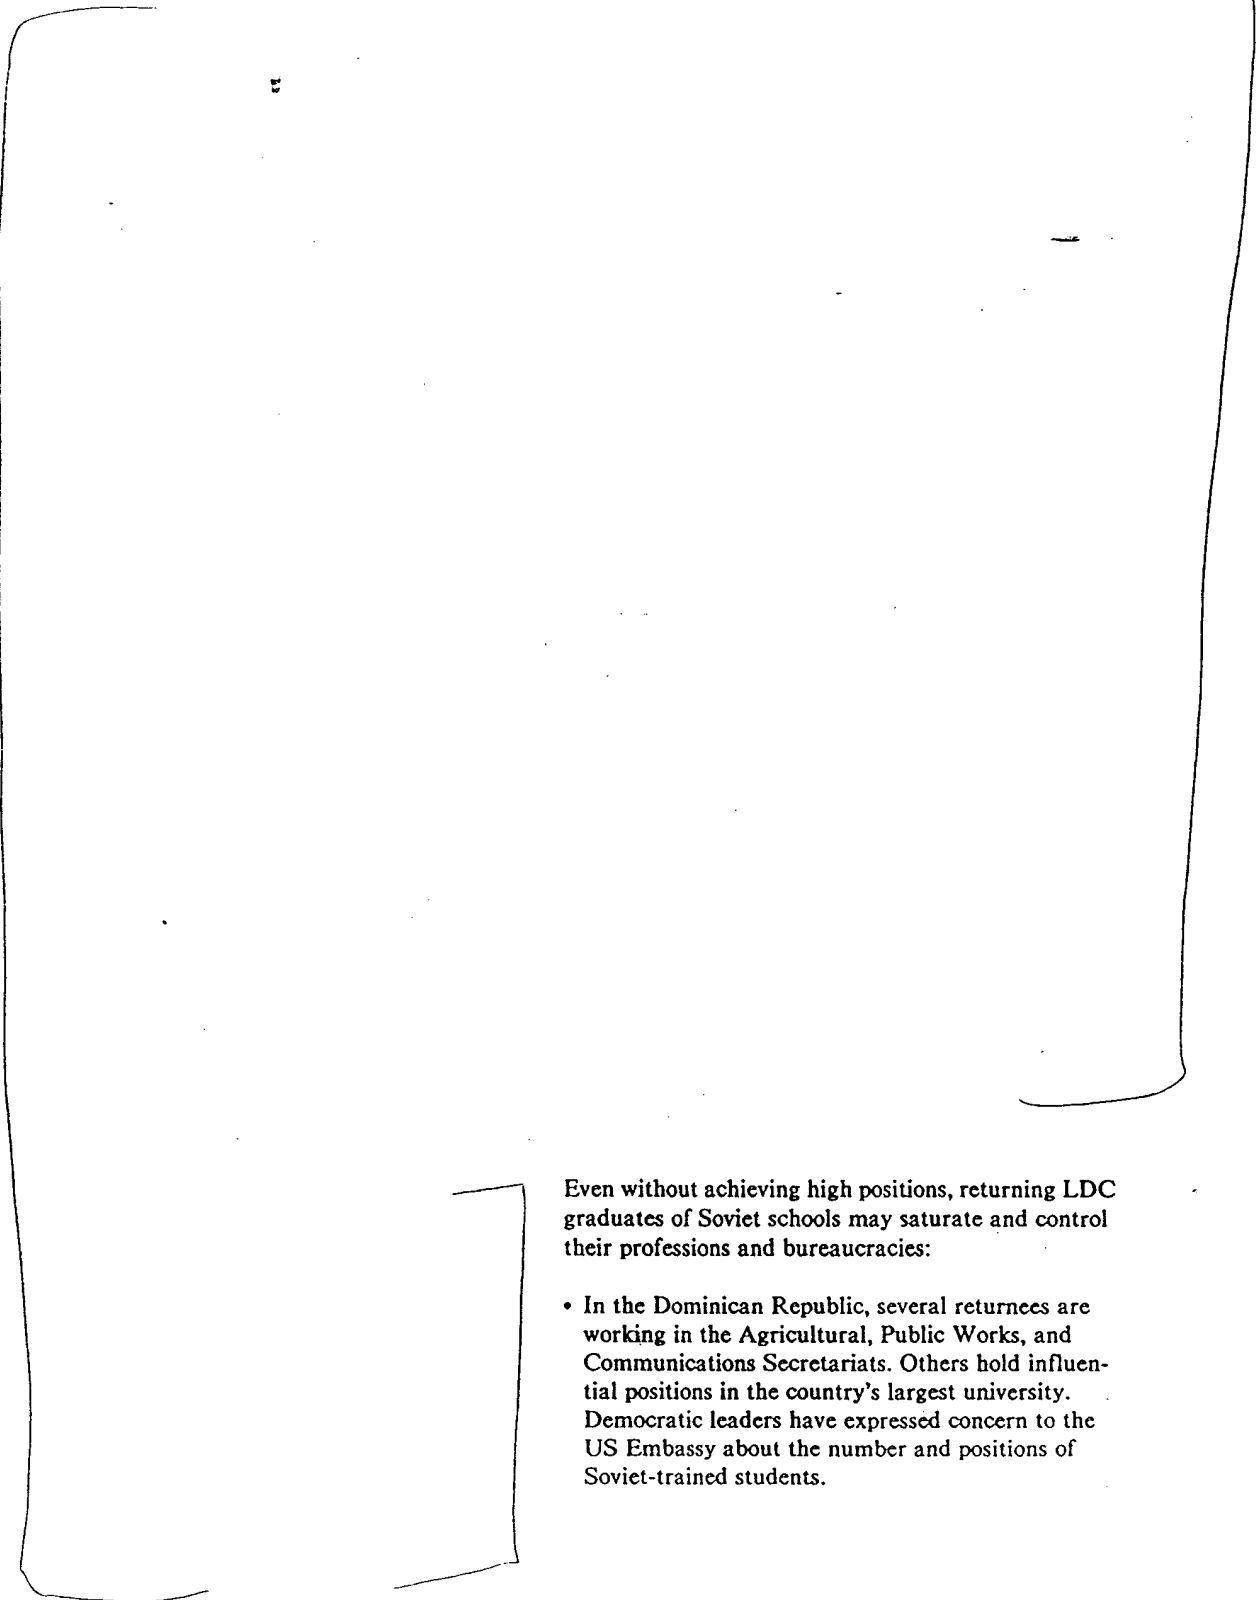 Even without achieving high positions, returning LDC
graduates of Soviet schools may saturate and control
their professions and bureaucracies:
• In the Dominican Republic, several returnees are
working in the Agricultural, Public Works, and
Communications Secretariats. Others hold influen-
tial positions in the country's largest university.
Democratic leaders have expressed concern to the
US Embassy about the number and positions of
Soviet-trained students.